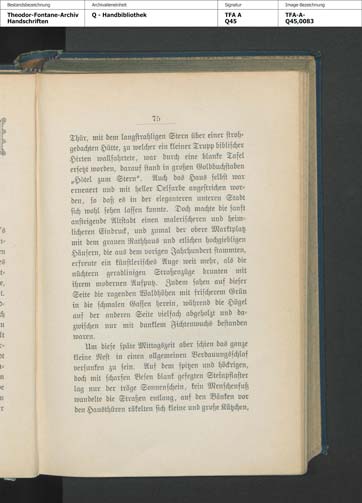 Bestandsbezeichnung
Theodor-Fontane-Archiv
Handschriften
Archivalieneinheit
Q - Handbibliothek
Signatur
TFA A
Q45
Image-Bezeichnung
TFA-A-
Q45,0083
75
Thür, mit dem langstrahligen Stern über einer stroh-
gedachten Hütte, zu welcher ein kleiner Trupp biblischer
Hirten wallfahrtete, war durch eine blanke Tafel
ersetzt worden, darauf stand in großen Goldbuchstaben
„Hôtel zum Stern“. Auch das Haus selbst war
erneuert und mit heller Oelfarbe angestrichen wor-
den, so daß es in der eleganteren unteren Stadt
sich wohl sehen lassen konnte. Doch machte die sanft
ansteigende Altstadt einen malerischeren und heim-
licheren Eindruck, und zumal der obere Marktplatz
mit dem grauen Rathhaus und etlichen hochgiebligen
Häusern, die aus dem vorigen Jahrhundert stammten,
erfreute ein künstlerisches Auge weit mehr, als die
nüchtern geradlinigen Straßenzüge drunten mit
ihrem modernen Aufputz. Indem sahen auf dieser
Seite die ragenden Waldhöhen mit frischerem Grün
in die schmalen Gassen herein, während die Hügel
auf der anderen Seite vielfach abgeholzt und da-
zwischen nur mit dunklem Fichtenwuchs bestanden
waren.
Um diese späte Mittagszeit aber schien das ganze
kleine Nest in einen allgemeinen Verdauungsschlaf
versunken zu sein. Auf dem spitzen und höckrigen,
doch mit scharfen Besen blank gefegten Steinpflaster
lag nur der träge Sonnenschein, kein Menschenfuß
wandelte die Straßen entlang, auf den Bänken vor
den Hausthüren räkelten sich kleine und große Kätzchen,